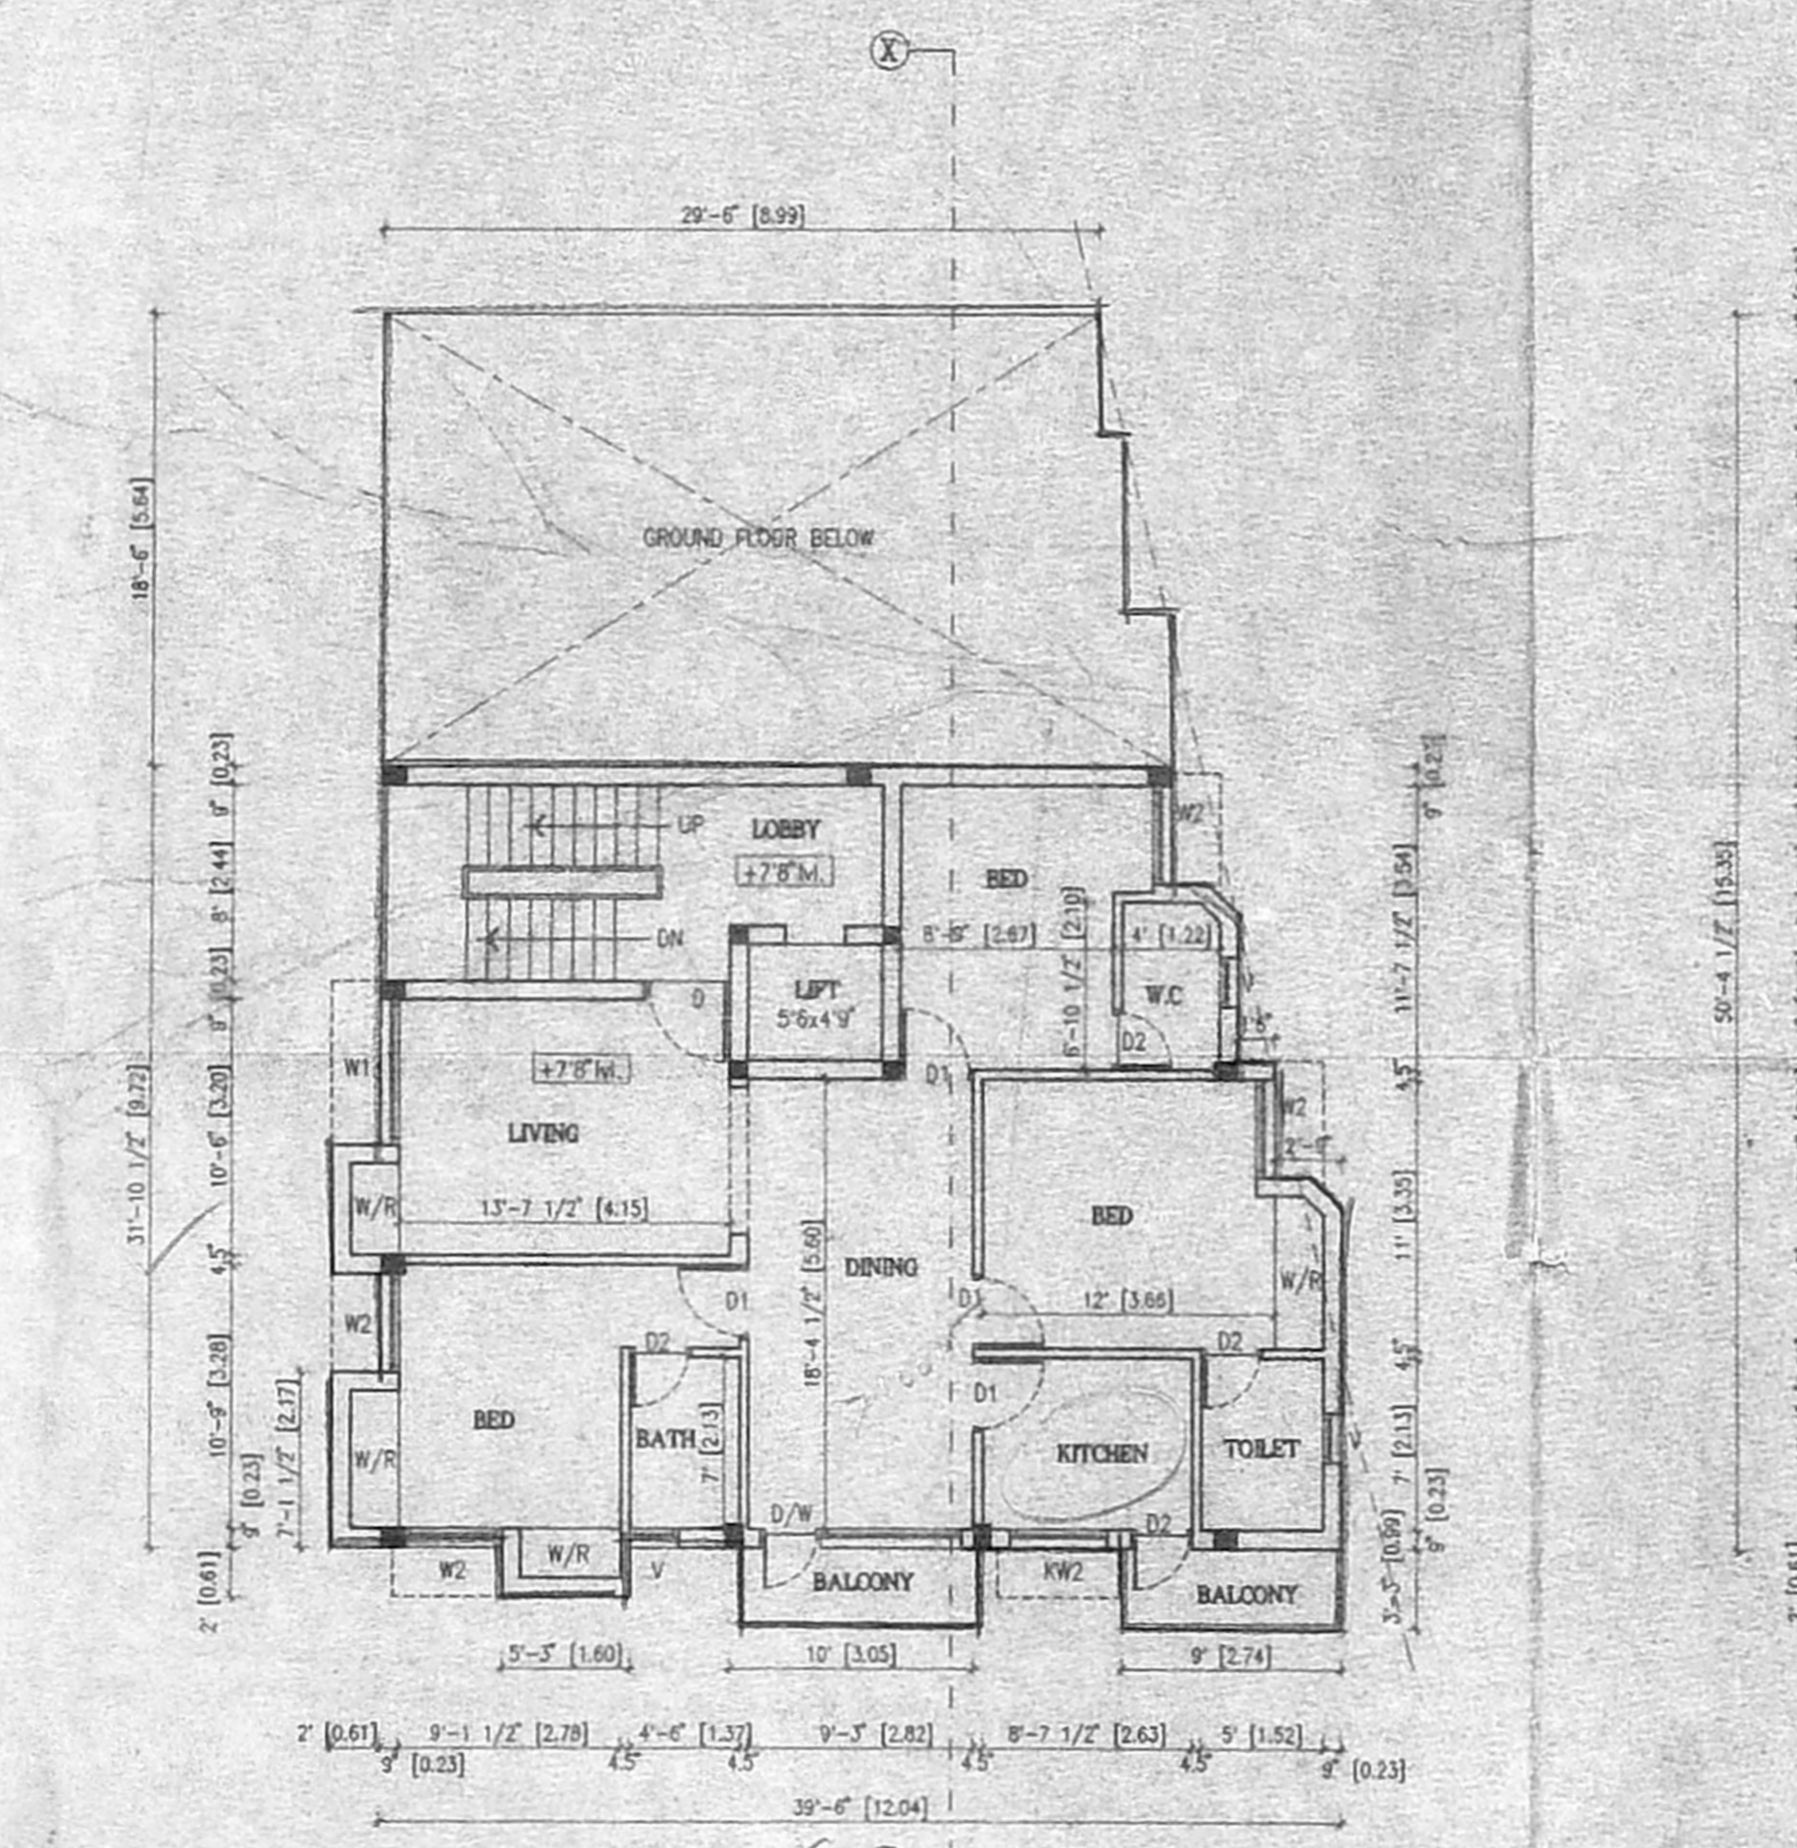 X
29'-6" [8.99]
18'-6" [5.64]
GROUND FLOOR BELOW
9" [0.23]
UP
LOBBY
+7'8" lvl.
W2
BED
8' [2.44]
31'-10 1/2" [9.72]
DN
8'-9" [2.67]
4' [1.22]
6'-10 1/2" [2.10]
11'-7 1/2" [3.54]
50'-4 1/2" [15.35]
9" [0.23]
D
LIFT
5'6x4'9"
W.C
D2
W1
+7'8" lvl.
D1
4.5"
10'-6" [3.20]
LIVING
W2
W/R
13'-7 1/2" [4.15]
BED
11' [3.35]
4.5"
DINING
18'-4 1/2" [5.60]
W/R
W2
D1
D1
12' [3.66]
D2
D2
4.5"
10'-9" [3.28]
7'-1 1/2" [2.17]
W/R
BED
BATH
7' [2.13]
D1
KITCHEN
TOILET
7' [2.13]
9" [0.23]
9" [0.23]
D/W
D2
2' [0.61]
W2
W/R
V
BALCONY
KW2
BALCONY
5'-3" [1.60]
10' [3.05]
9' [2.74]
2' [0.61]
9'-1 1/2" [2.78]
4'-6" [1.37]
9'-3" [2.82]
8'-7 1/2" [2.63]
5' [1.52]
9" [0.23]
4.5"
4.5"
4.5"
4.5"
9" [0.23]
39'-6" [12.04]